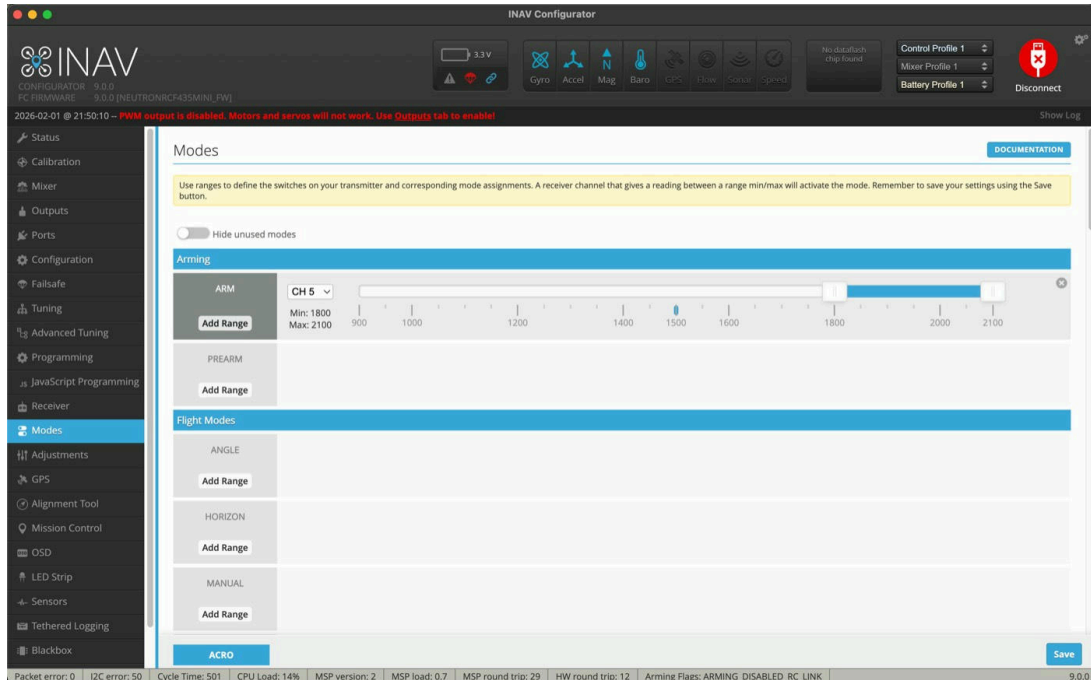 INAV Configurator
INAV
CONFIGURATOR 9.0.0
FC FIRMWARE 9.0.0 [NEUTRONRCF435MINI_FW]
3.3 V
Gyro Accel Mag Baro GPS Flow Sonar Speed
No dataflash
chip found
Control Profile 1
Mixer Profile 1
Battery Profile 1
Disconnect
2026-02-01 @ 21:50:10 -- PWM output is disabled. Motors and servos will not work. Use Outputs tab to enable!
Show Log
Status
Calibration
Mixer
Outputs
Ports
Configuration
Failsafe
Tuning
Advanced Tuning
Programming
JS JavaScript Programming
Receiver
Modes
Adjustments
GPS
Alignment Tool
Mission Control
OSD
LED Strip
Sensors
Tethered Logging
Blackbox
Modes
DOCUMENTATION
Use ranges to define the switches on your transmitter and corresponding mode assignments. A receiver channel that gives a reading between a range min/max will activate the mode. Remember to save your settings using the Save
button.
Hide unused modes
Arming
ARM
Add Range
CH 5
Min: 1800
Max: 2100
900 1000 1200 1400 1500 1600 1800 2000 2100
PREARM
Add Range
Flight Modes
ANGLE
Add Range
HORIZON
Add Range
MANUAL
Add Range
ACRO
Save
Packet error: 0 I2C error: 50 Cycle Time: 501 CPU Load: 14% MSP version: 2 MSP load: 0.7 MSP round trip: 29 HW round trip: 12 Arming Flags: ARMING_DISABLED_RC_LINK 9.0.0